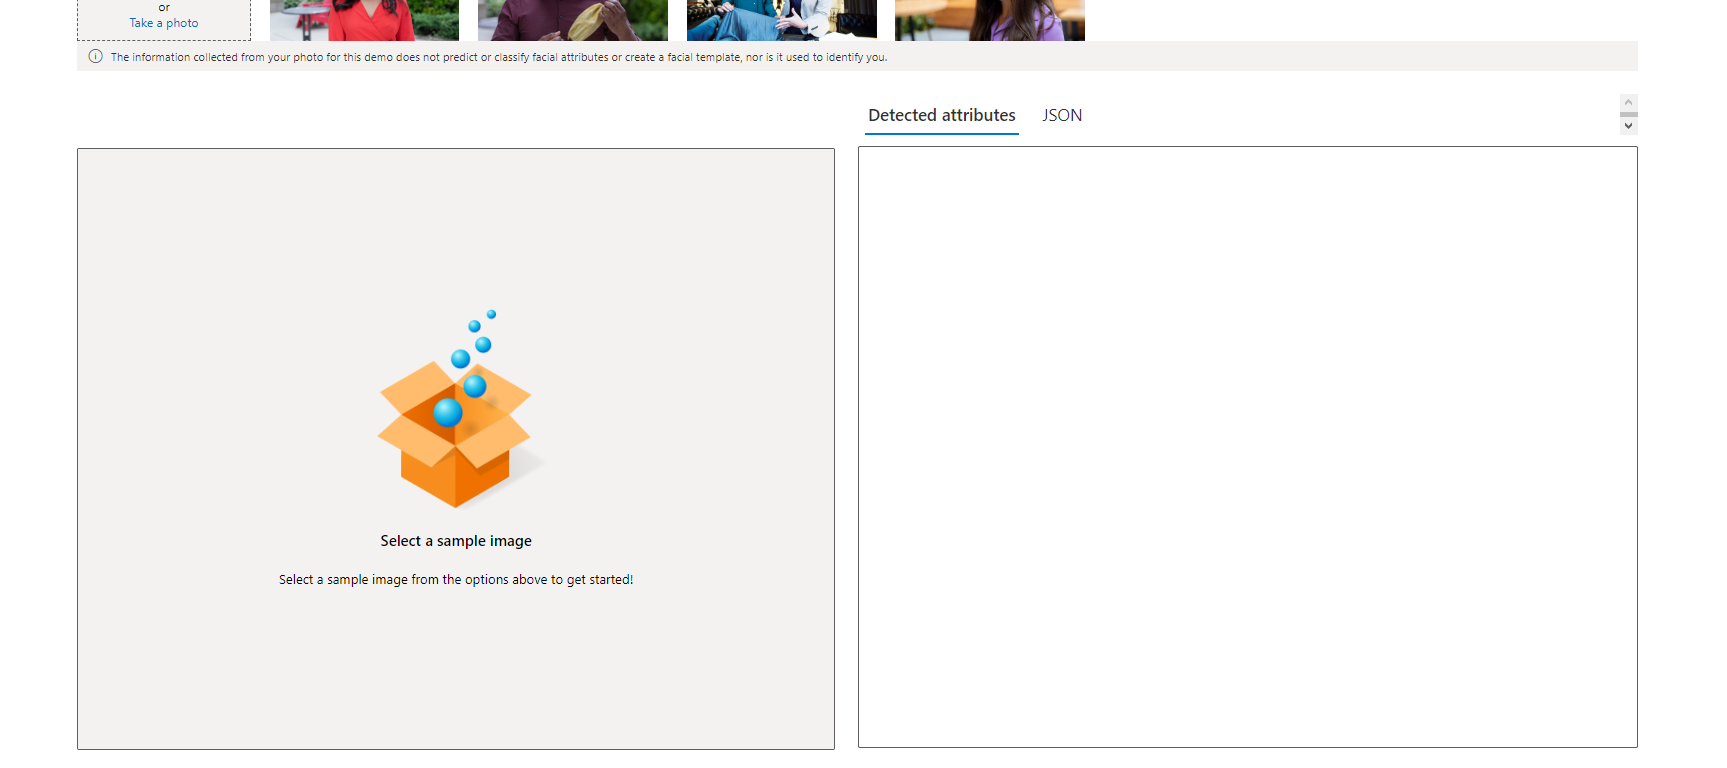 or
Take a photo
The information collected from your photo for this demo does not predict or classify facial attributes or create a facial template, nor is it used to identify you.
Detected attributes
JSON
Select a sample image
Select a sample image from the options above to get started!